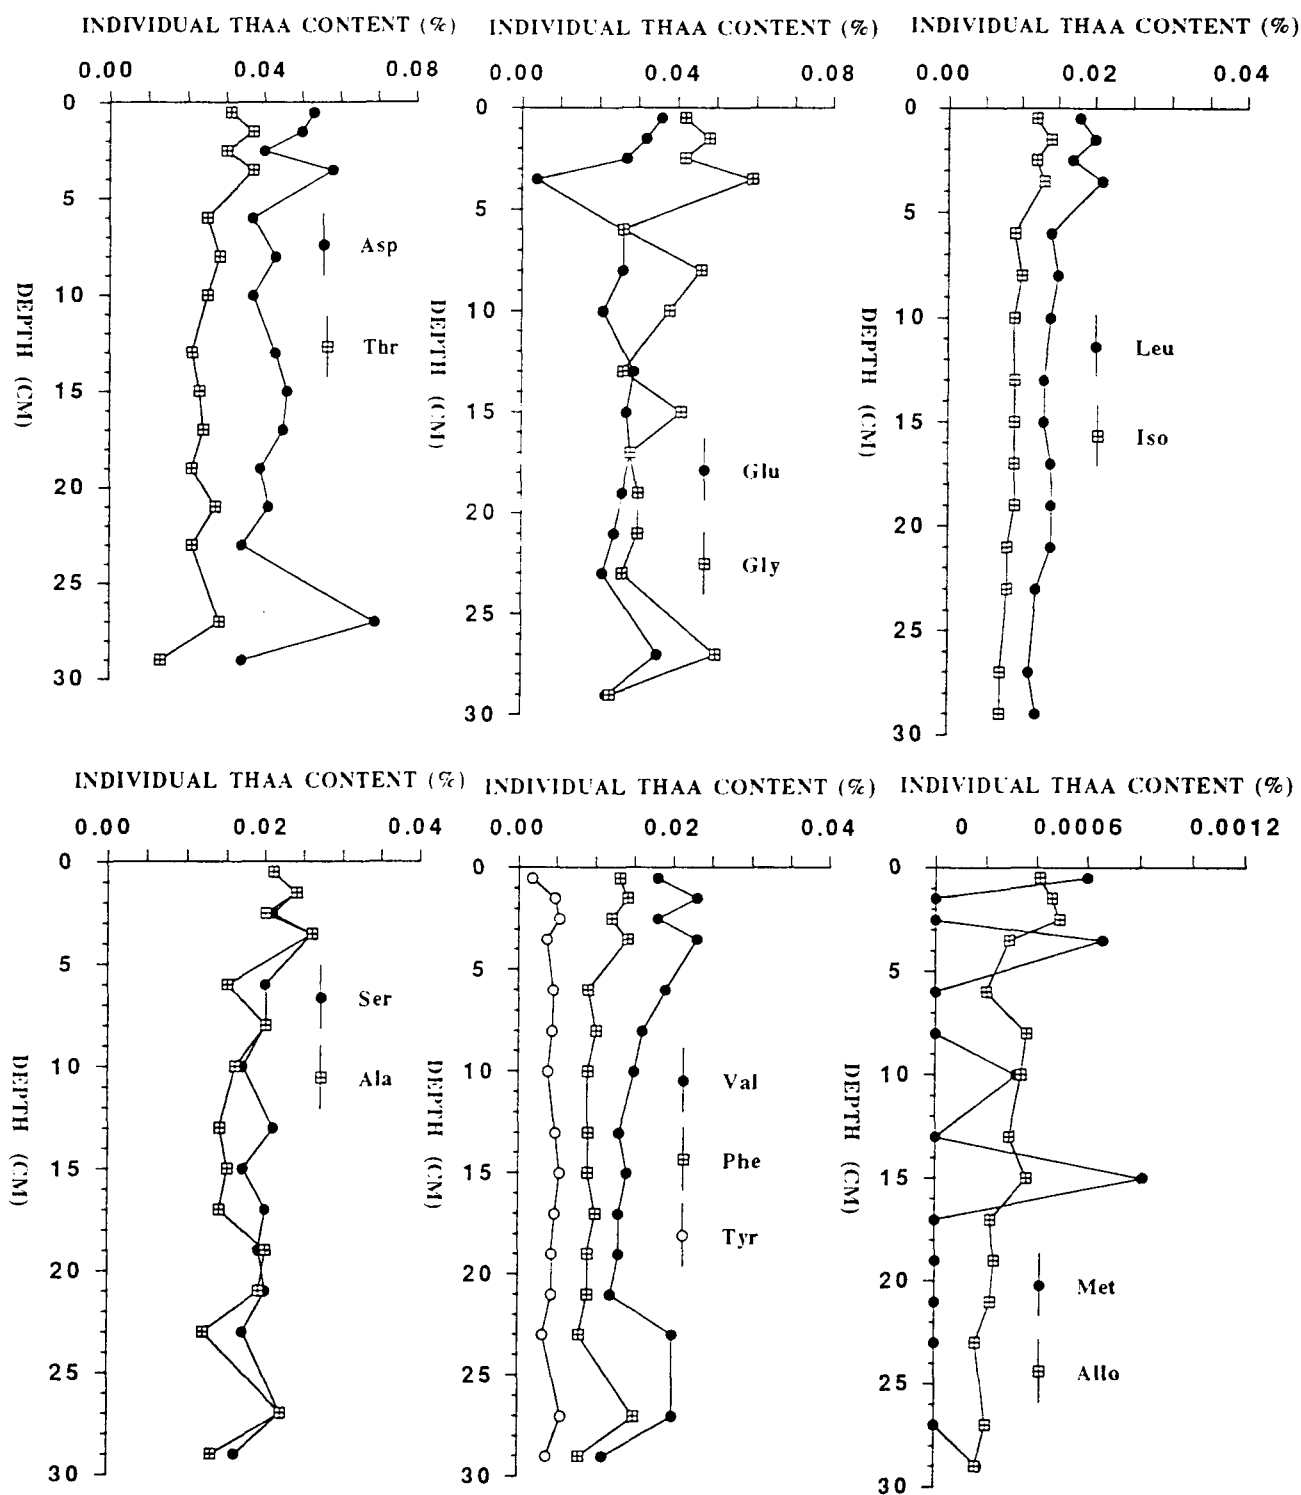 INDIVIDUAL THAA CONTENT (%)
0.00 0.04 0.08
0
5
10
15
20
25
30
DEPTH (CM)
Asp
Thr
INDIVIDUAL THAA CONTENT (%)
0.00 0.04 0.08
0
5
10
15
20
25
30
DEPTH (CM)
Glu
Gly
INDIVIDUAL THAA CONTENT (%)
0.00 0.02 0.04
0
5
10
15
20
25
30
DEPTH (CM)
Leu
Iso
INDIVIDUAL THAA CONTENT (%)
0.00 0.02 0.04
0
5
10
15
20
25
30
DEPTH (CM)
Ser
Ala
INDIVIDUAL THAA CONTENT (%)
0.00 0.02 0.04
0
5
10
15
20
25
30
DEPTH (CM)
Val
Phe
Tyr
INDIVIDUAL THAA CONTENT (%)
0 0.0006 0.0012
0
5
10
15
20
25
30
DEPTH (CM)
Met
Allo